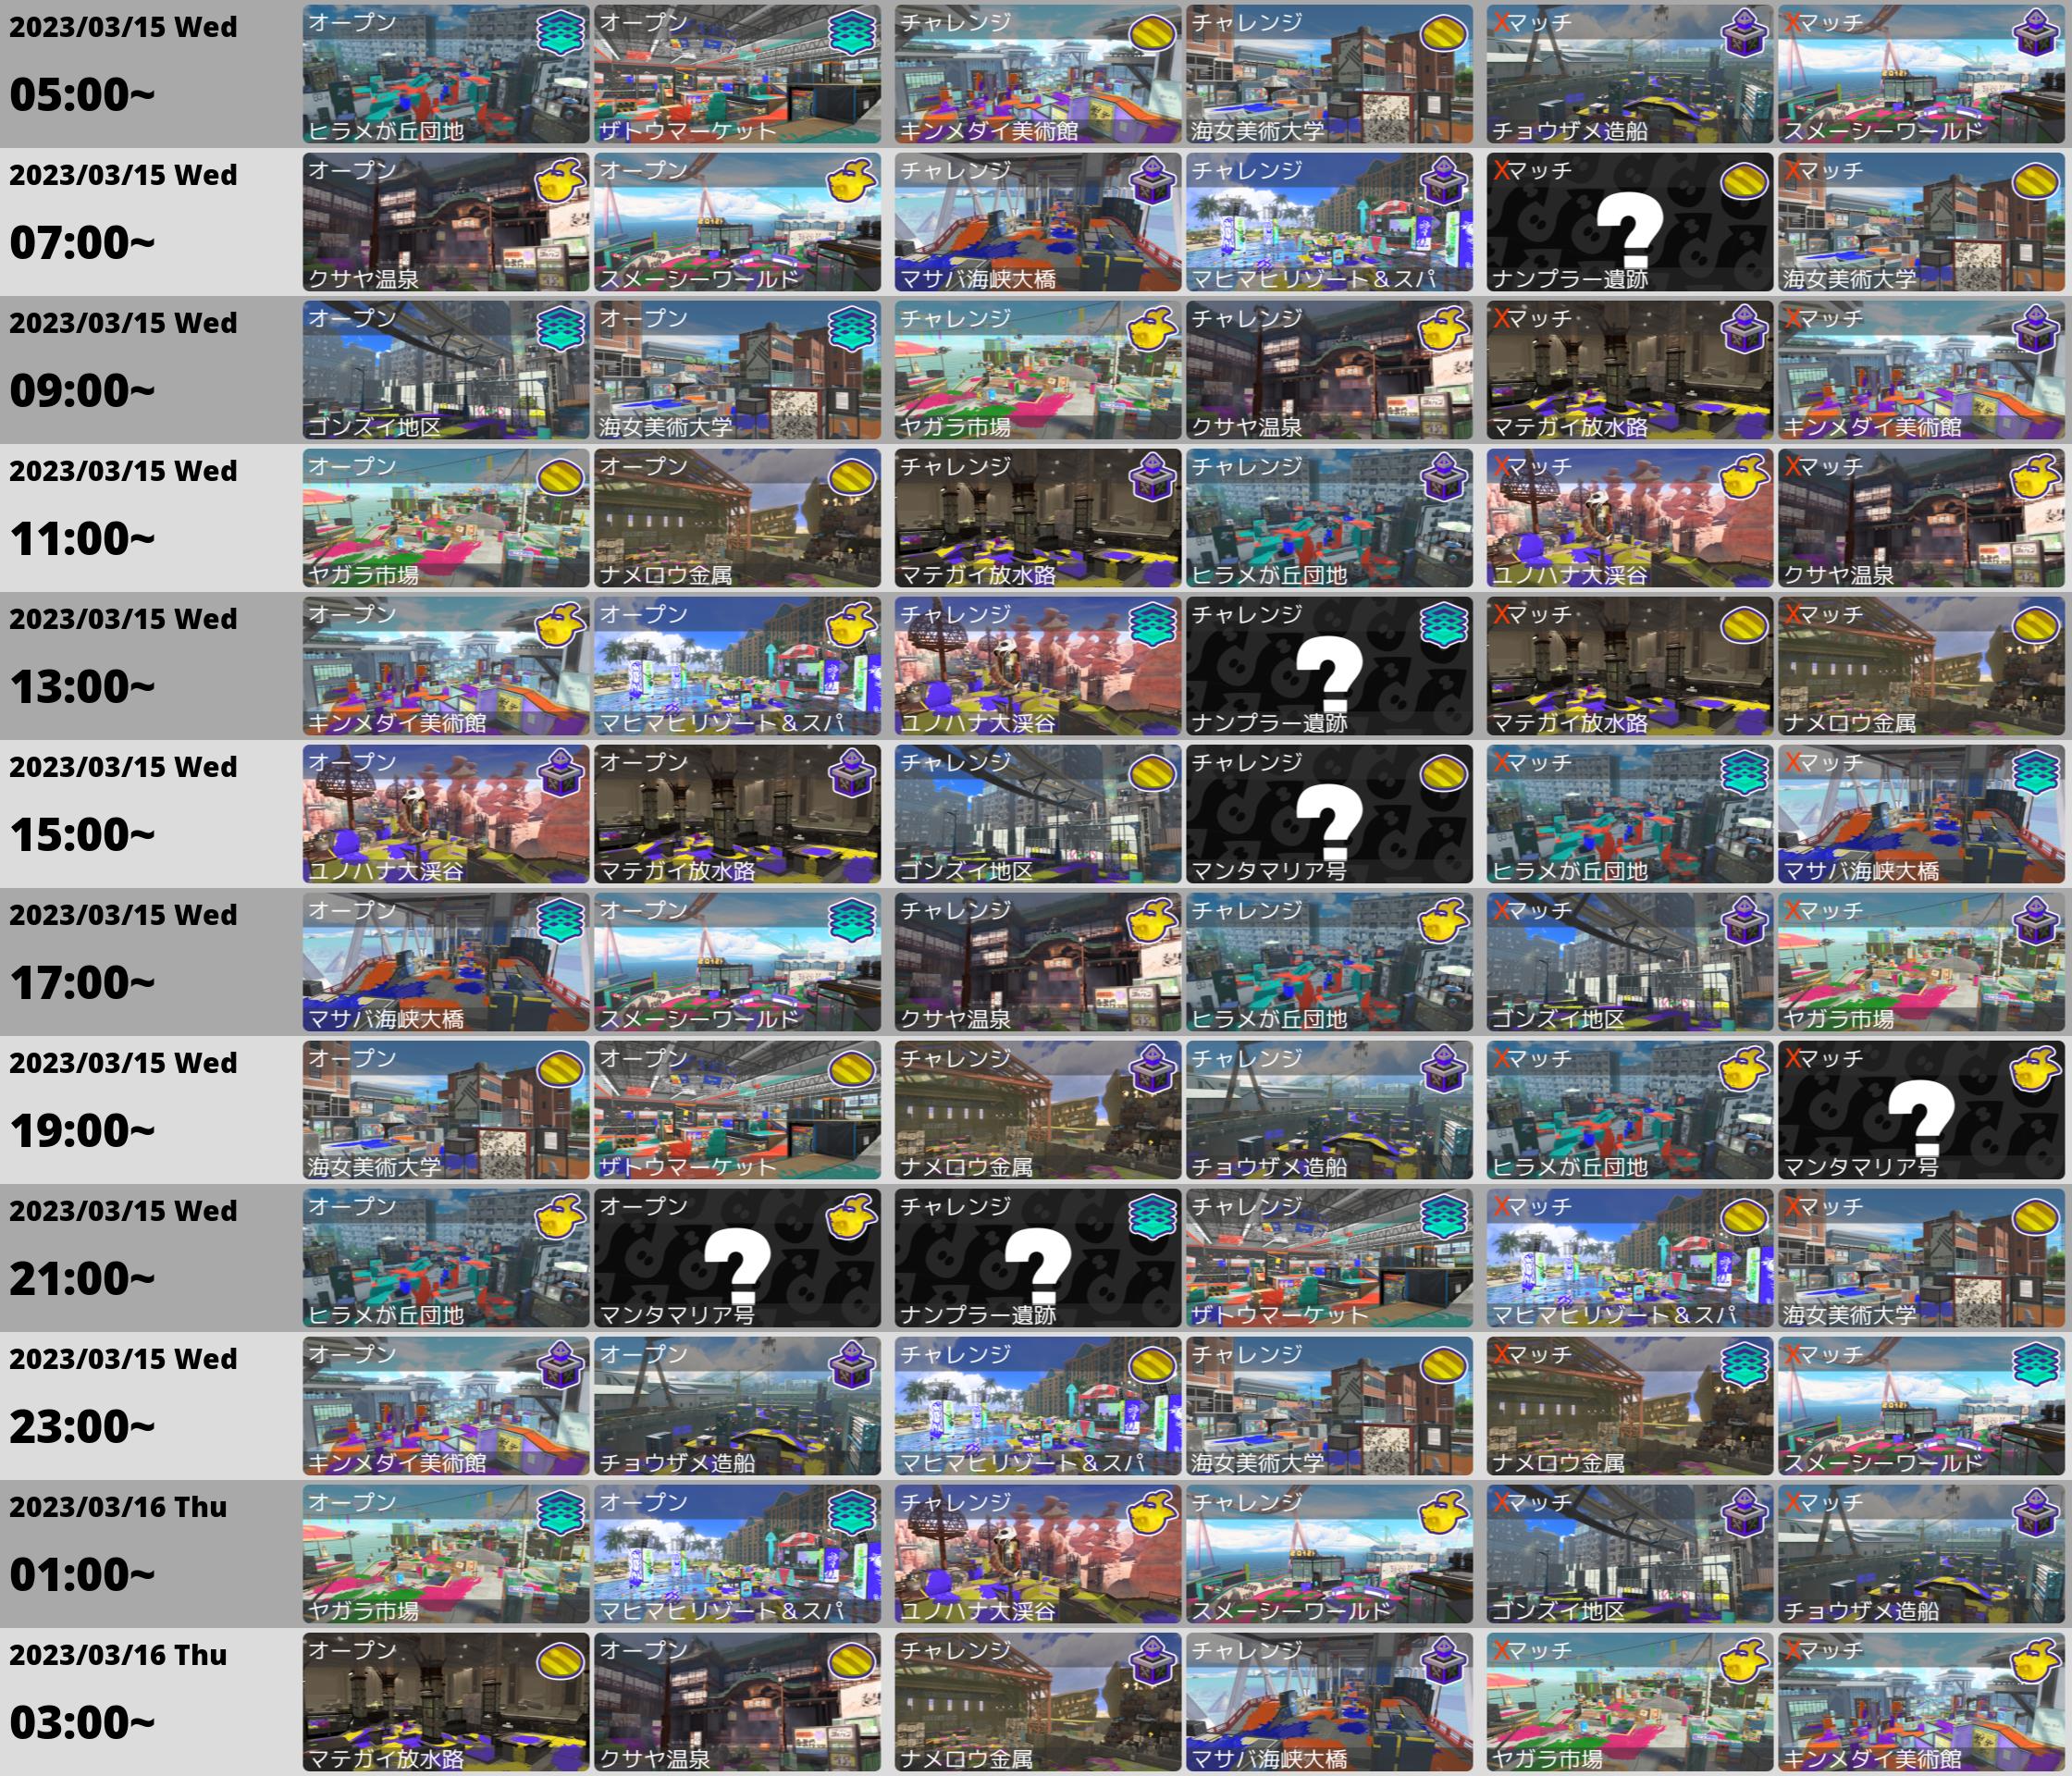 2023/03/15 Wed
05:00~
オープン オープン チャレンジ チャレンジ Xマッチ Xマッチ
ヒラメが丘団地 ザトウマーケット キンメダイ美術館 海女美術大学 チョウザメ造船 スメーシーワールド
2023/03/15 Wed
07:00~
オープン オープン チャレンジ チャレンジ Xマッチ Xマッチ
クサヤ温泉 スメーシーワールド マサバ海峡大橋 マヒマヒリゾート＆スパ ナンプラー遺跡 海女美術大学
2023/03/15 Wed
09:00~
オープン オープン チャレンジ チャレンジ Xマッチ Xマッチ
ゴンズイ地区 海女美術大学 ヤガラ市場 クサヤ温泉 マテガイ放水路 キンメダイ美術館
2023/03/15 Wed
11:00~
オープン オープン チャレンジ チャレンジ Xマッチ Xマッチ
ヤガラ市場 ナメロウ金属 マテガイ放水路 ヒラメが丘団地 ユノハナ大渓谷 クサヤ温泉
2023/03/15 Wed
13:00~
オープン オープン チャレンジ チャレンジ Xマッチ Xマッチ
キンメダイ美術館 マヒマヒリゾート＆スパ ユノハナ大渓谷 ナンプラー遺跡 マテガイ放水路 ナメロウ金属
2023/03/15 Wed
15:00~
オープン オープン チャレンジ チャレンジ Xマッチ Xマッチ
ユノハナ大渓谷 マテガイ放水路 ゴンズイ地区 マンタマリア号 ヒラメが丘団地 マサバ海峡大橋
2023/03/15 Wed
17:00~
オープン オープン チャレンジ チャレンジ Xマッチ Xマッチ
マサバ海峡大橋 スメーシーワールド クサヤ温泉 ヒラメが丘団地 ゴンズイ地区 ヤガラ市場
2023/03/15 Wed
19:00~
オープン オープン チャレンジ チャレンジ Xマッチ Xマッチ
海女美術大学 ザトウマーケット ナメロウ金属 チョウザメ造船 ヒラメが丘団地 マンタマリア号
2023/03/15 Wed
21:00~
オープン オープン チャレンジ チャレンジ Xマッチ Xマッチ
ヒラメが丘団地 マンタマリア号 ナンプラー遺跡 ザトウマーケット マヒマヒリゾート＆スパ 海女美術大学
2023/03/15 Wed
23:00~
オープン オープン チャレンジ チャレンジ Xマッチ Xマッチ
キンメダイ美術館 チョウザメ造船 マヒマヒリゾート＆スパ 海女美術大学 ナメロウ金属 スメーシーワールド
2023/03/16 Thu
01:00~
オープン オープン チャレンジ チャレンジ Xマッチ Xマッチ
ヤガラ市場 マヒマヒリゾート＆スパ ユノハナ大渓谷 スメーシーワールド ゴンズイ地区 チョウザメ造船
2023/03/16 Thu
03:00~
オープン オープン チャレンジ チャレンジ Xマッチ Xマッチ
マテガイ放水路 クサヤ温泉 ナメロウ金属 マサバ海峡大橋 ヤガラ市場 キンメダイ美術館